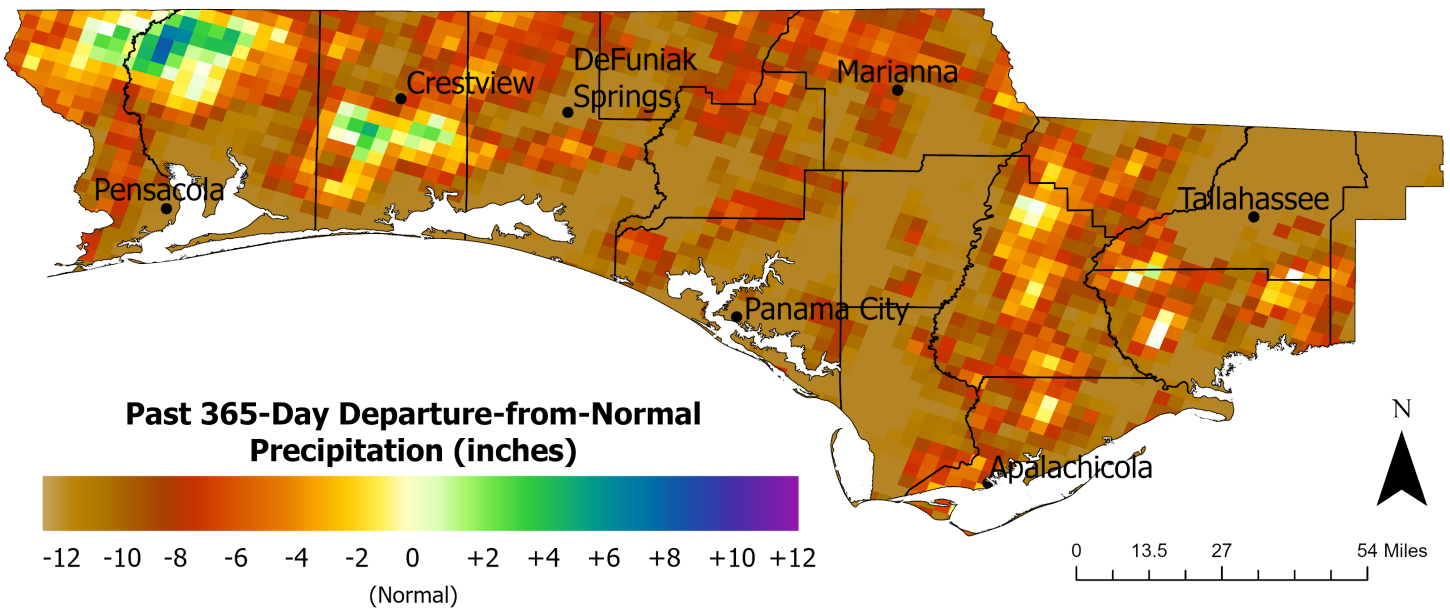 DeFuniak
Springs
Crestview
Marianna
Pensacola
Tallahassee
Panama City
Apalachicola
Past 365-Day Departure-from-Normal
Precipitation (inches)
-12 -10 -8 -6 -4 -2 0 +2 +4 +6 +8 +10 +12
(Normal)
N
0 13.5 27 54 Miles